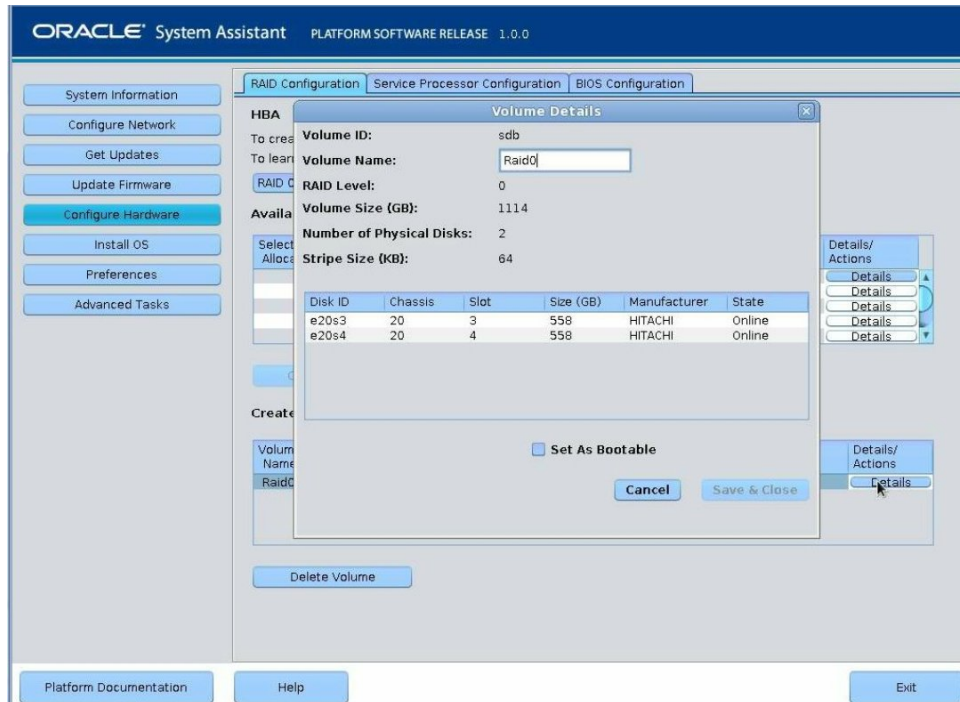 ORACLE System Assistant PLATFORM SOFTWARE RELEASE 1.0.0
System Information
Configure Network
Get Updates
Update Firmware
Configure Hardware
Install OS
Preferences
Advanced Tasks
RAID Configuration Service Processor Configuration BIOS Configuration
HBA
To crea
To learn
RAID C
Availa
Select
Alloca
Details/
Actions
Details
Details
Details
Details
Details
Create
Volum
Name
Details/
Actions
Raid0
Details
Delete Volume
Volume Details
Volume ID: sdb
Volume Name: Raid0
RAID Level: 0
Volume Size (GB): 1114
Number of Physical Disks: 2
Stripe Size (KB): 64
Disk ID Chassis Slot Size (GB) Manufacturer State
e20s3 20 3 558 HITACHI Online
e20s4 20 4 558 HITACHI Online
Set As Bootable
Cancel Save & Close
Platform Documentation Help Exit